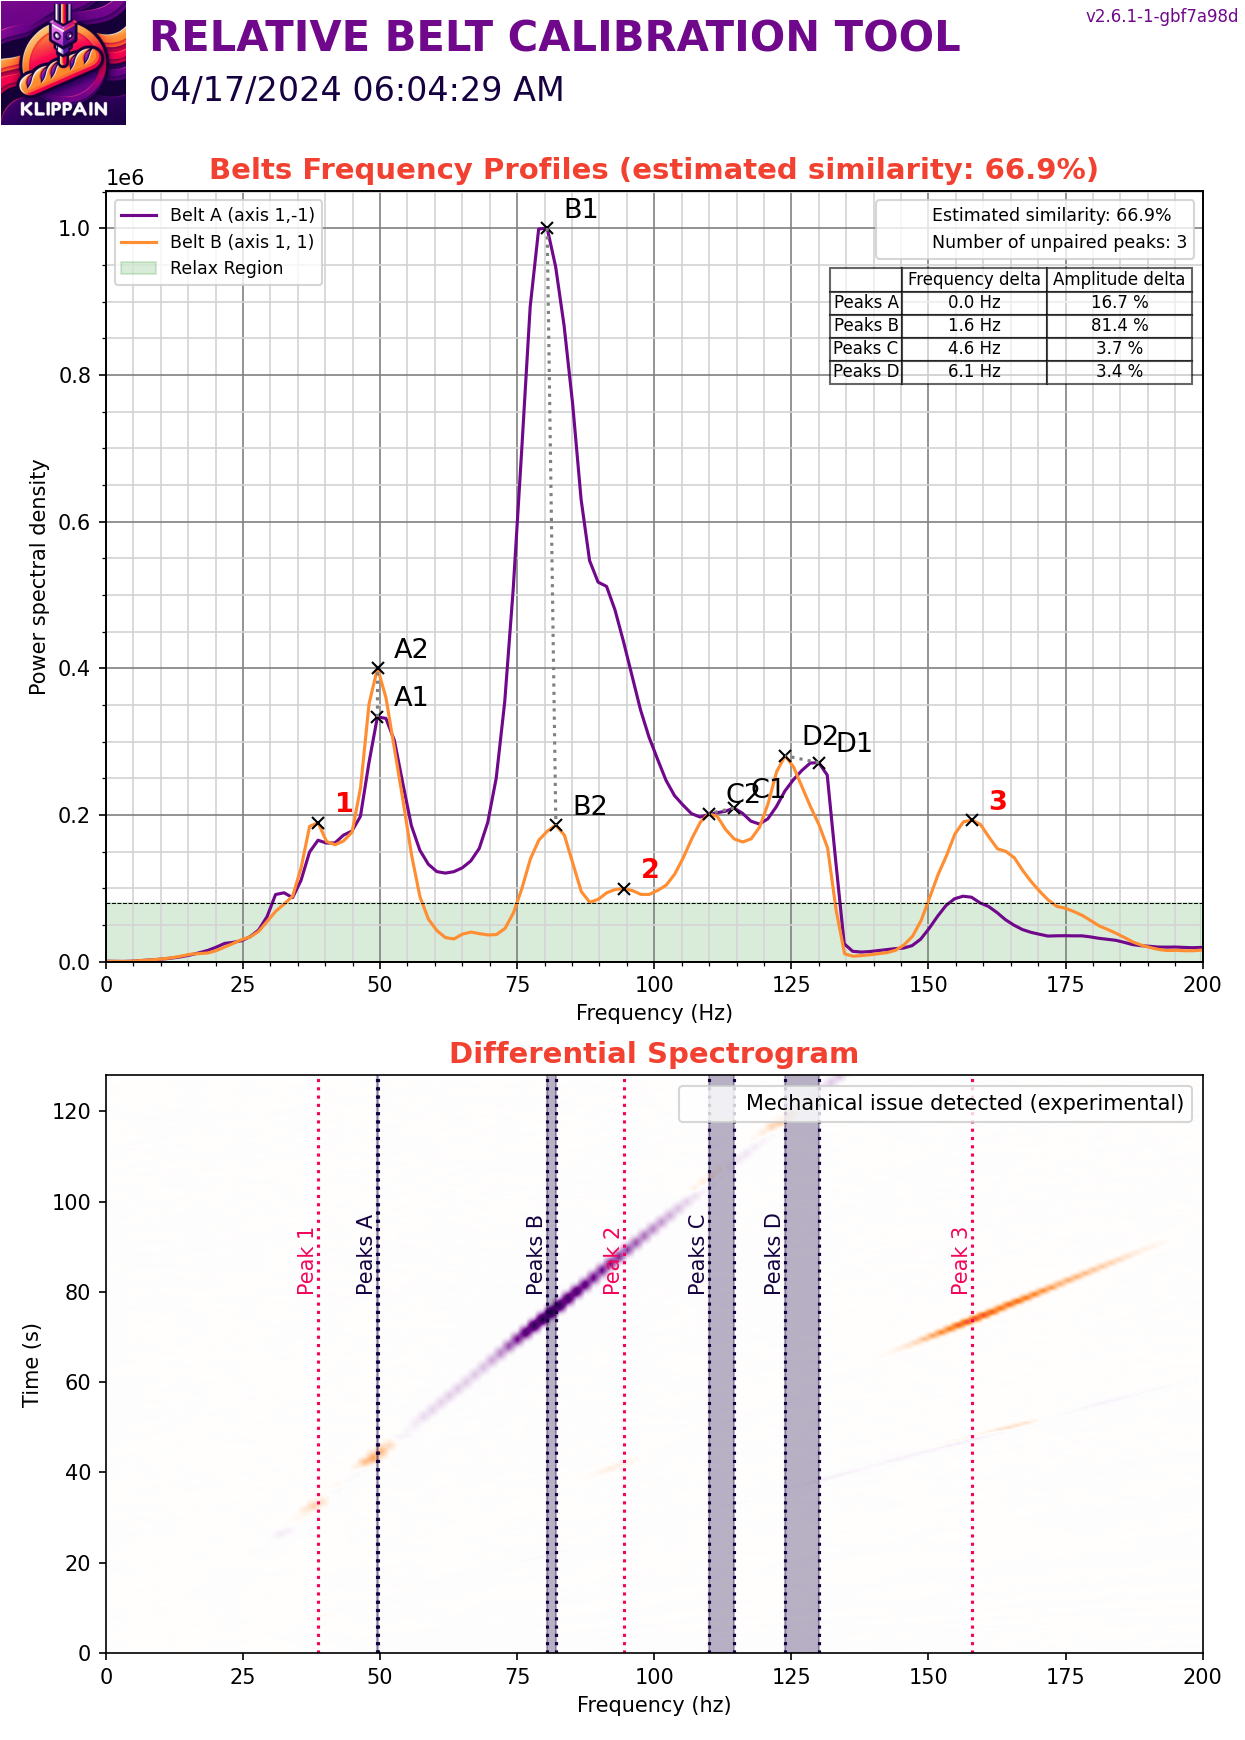 v2.6.1-1-gbf7a98d
RELATIVE BELT CALIBRATION TOOL
04/17/2024 06:04:29 AM
KLIPPAIN
Belts Frequency Profiles (estimated similarity: 66.9%)
1e6
Belt A (axis 1,-1)
Belt B (axis 1, 1)
Relax Region
Estimated similarity: 66.9%
Number of unpaired peaks: 3
Frequency delta Amplitude delta
Peaks A 0.0 Hz 16.7 %
Peaks B 1.6 Hz 81.4 %
Peaks C 4.6 Hz 3.7 %
Peaks D 6.1 Hz 3.4 %
B1
A2
A1
B2
C2
C1
D2
D1
1
2
3
Power spectral density
1.0
0.8
0.6
0.4
0.2
0.0
0 25 50 75 100 125 150 175 200
Frequency (Hz)
Differential Spectrogram
Mechanical issue detected (experimental)
Peak 1
Peaks A
Peaks B
Peak 2
Peaks C
Peaks D
Peak 3
Time (s)
120
100
80
60
40
20
0
0 25 50 75 100 125 150 175 200
Frequency (hz)